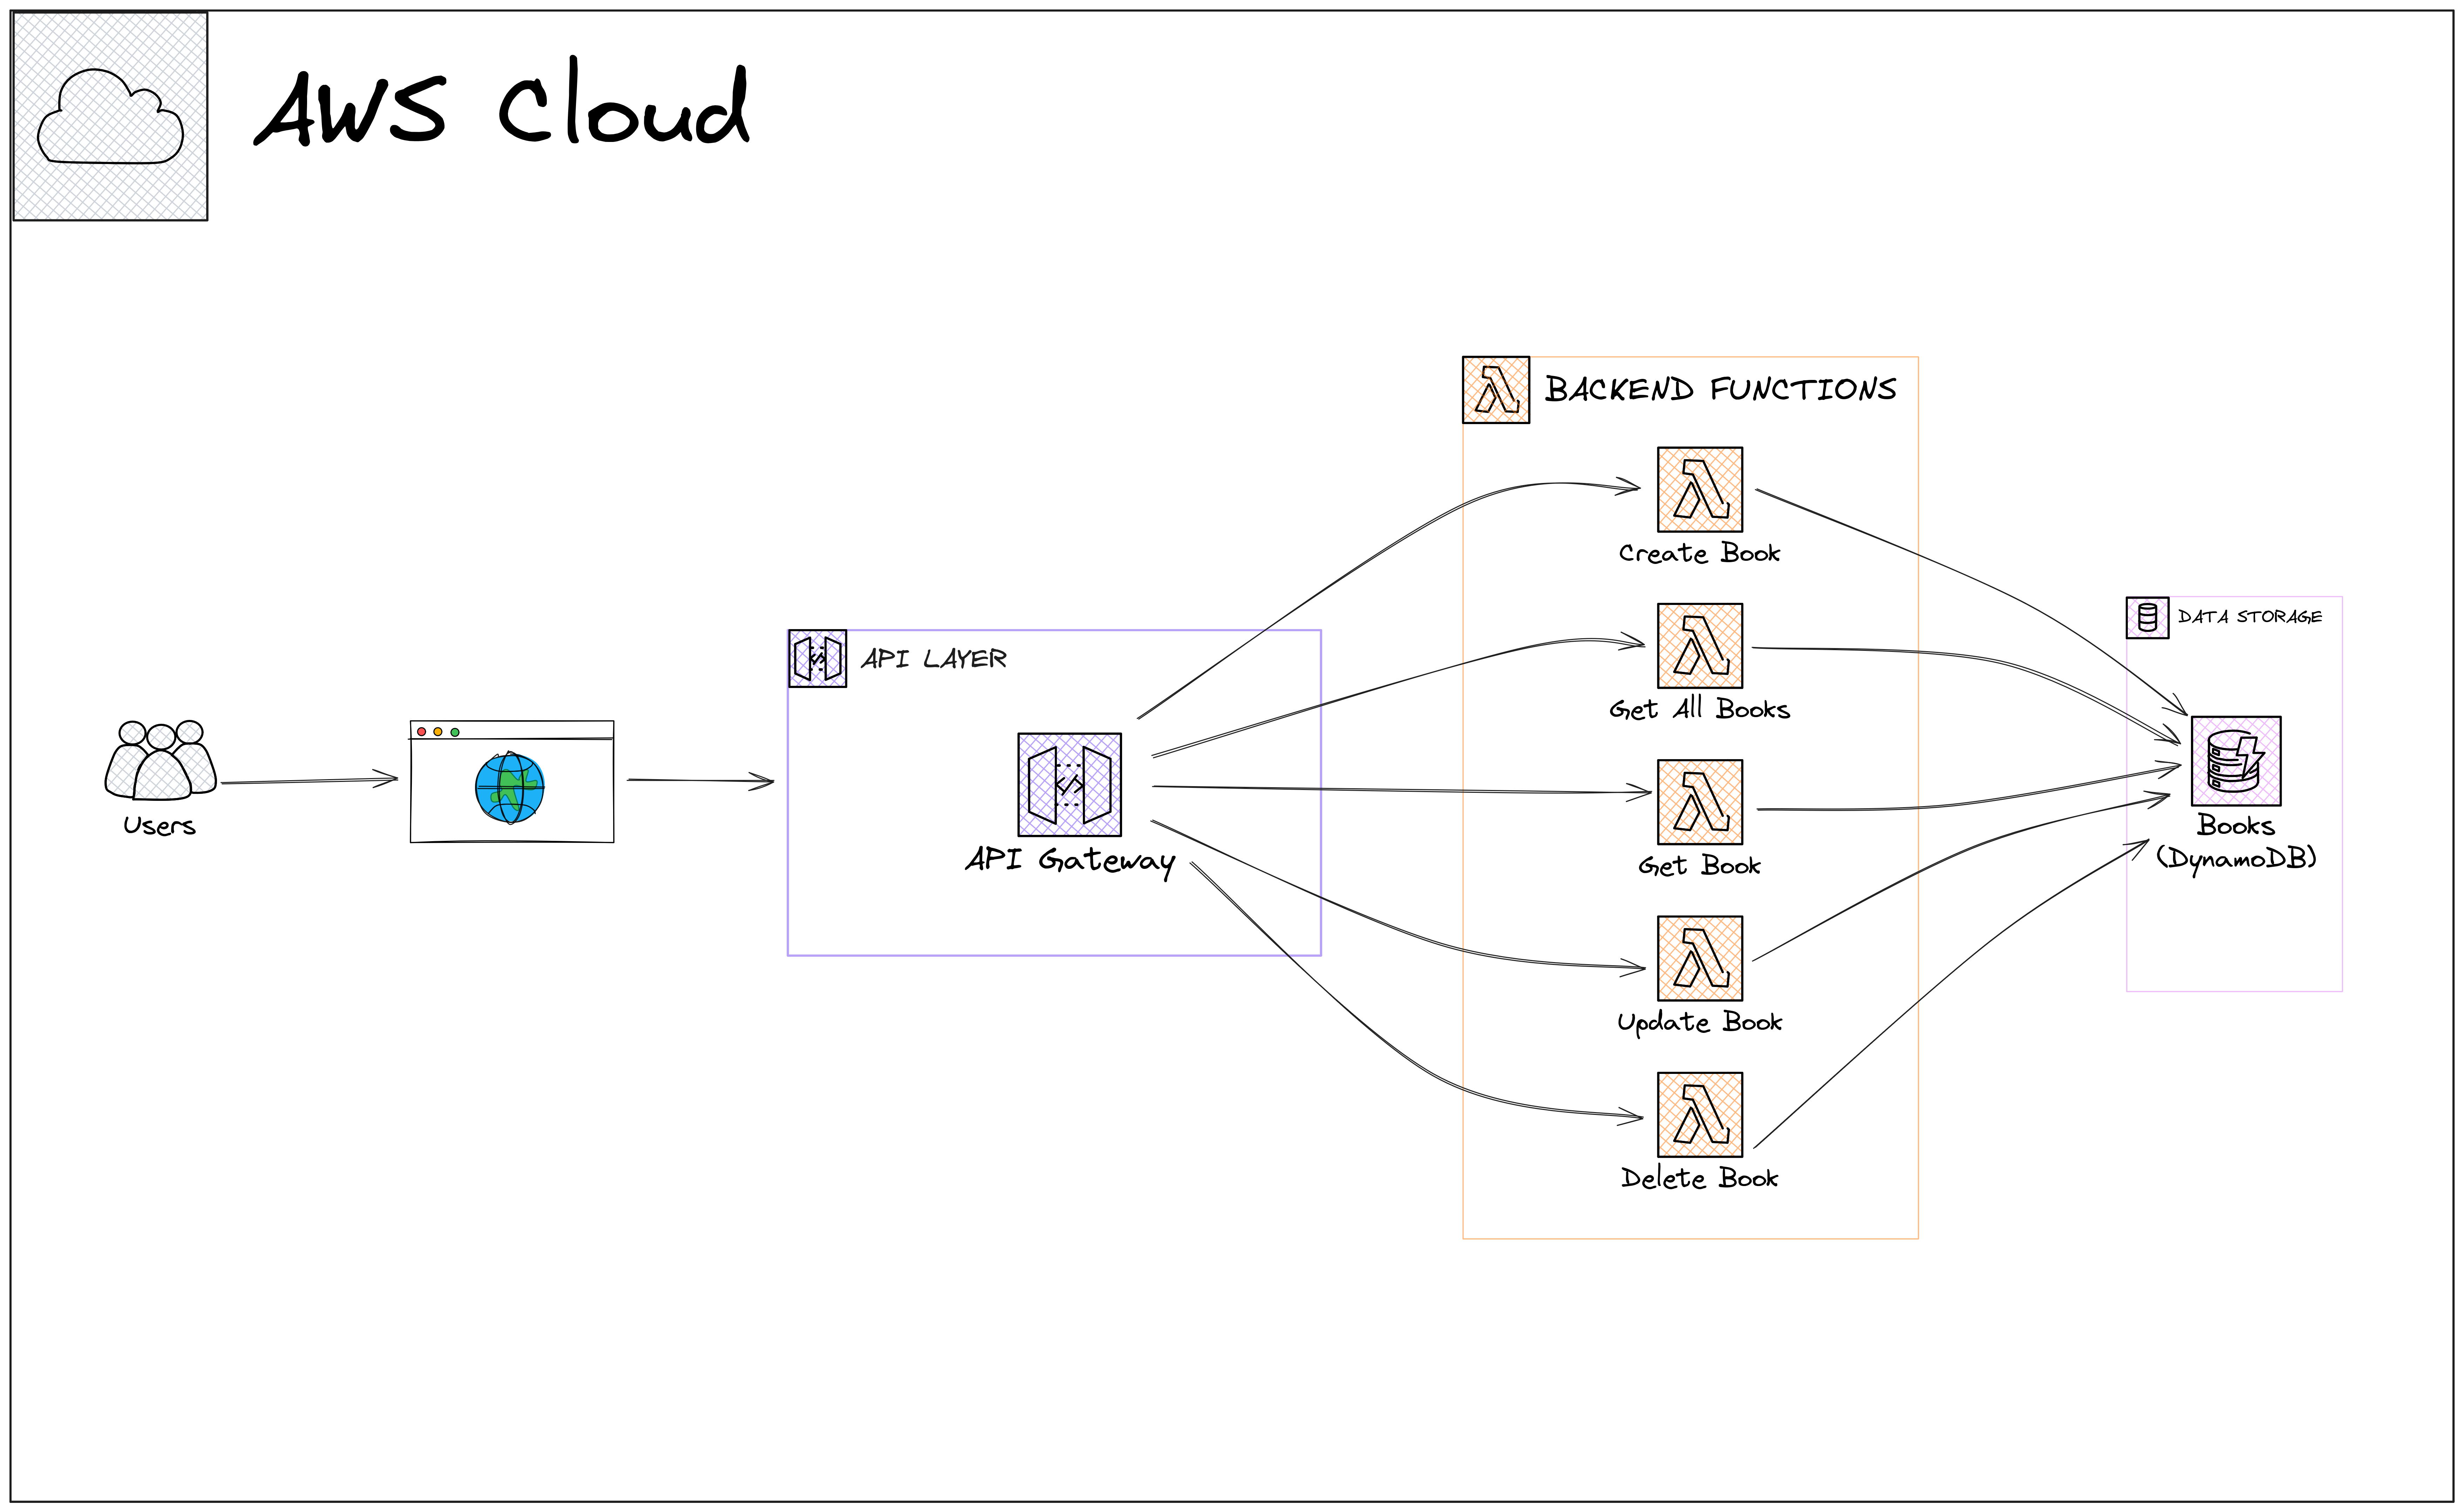 AWS Cloud
Users
API LAYER
API Gateway
BACKEND FUNCTIONS
Create Book
Get All Books
Get Book
Update Book
Delete Book
DATA STORAGE
Books
(DynamoDB)